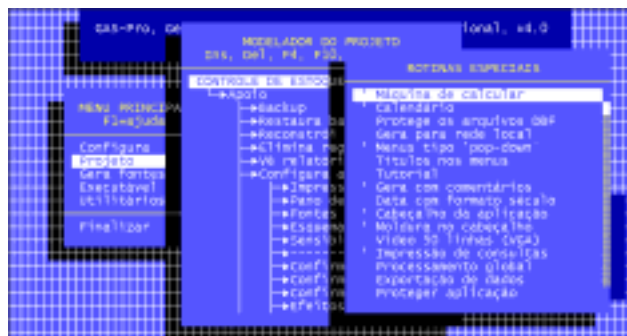 GAS-Pro, Ge
ional, v4.0
MODELADOR DO PROJETO
Ins, Del, F4, F10,
CONTROLE DE ESTOQUE
Apoio
Backup
Restaura ba
Reconstrói
Elimina reg
Vê relatóri
Configura a
Impress
Pano de
Fontes
Esquema
Sensibi
------
Confirm
Confirm
Confirm
Efeitos
MENU PRINCIPA
F1=ajuda
Configura
Projeto
Gera fontes
Executável
Utilitários
Finalizar
ROTINAS ESPECIAIS
Máquina de calcular
Calendário
Protege os arquivos DBF
Gera para rede local
Menus tipo "pop-down"
Títulos nos menus
Tutorial
Gera com comentários
Data com formato século
Cabeçalho da aplicação
Moldura no cabeçalho
Vídeo 50 linhas (VGA)
Impressão de consultas
Processamento global
Exportação de dados
Proteger aplicação